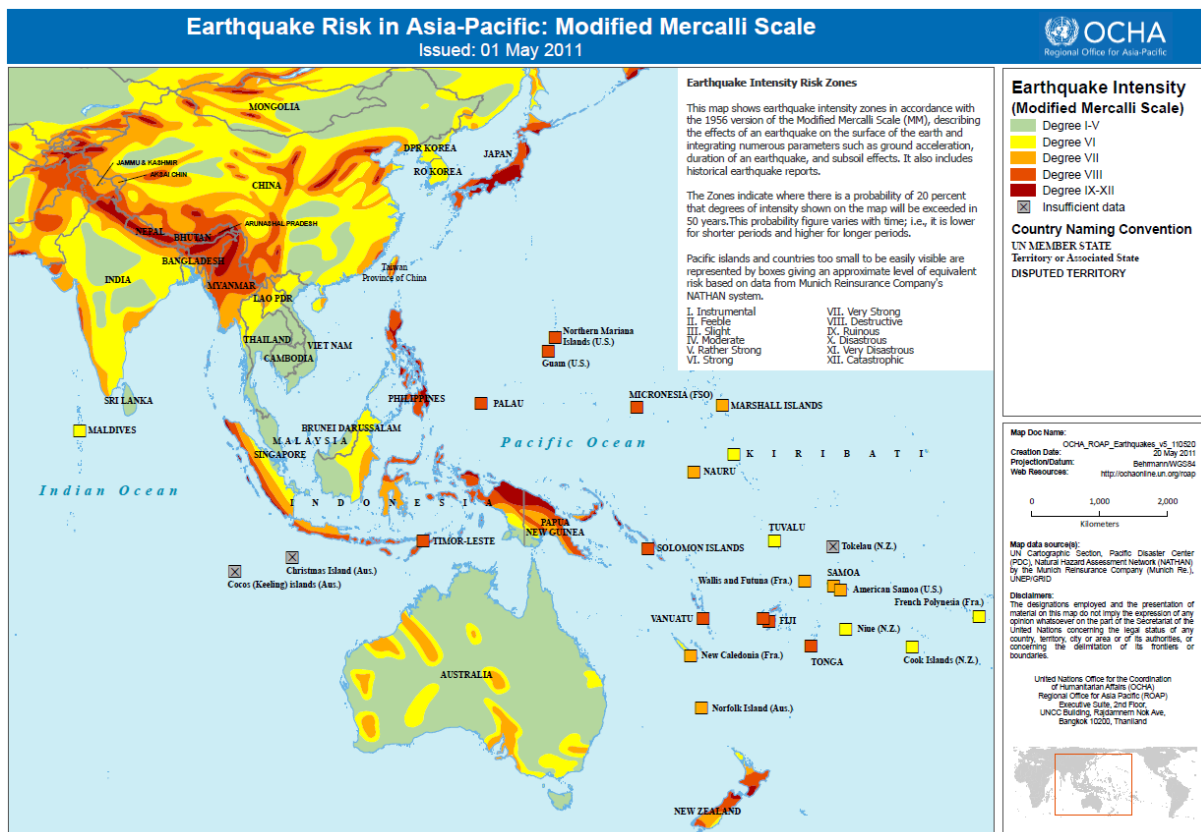 Earthquake Risk in Asia-Pacific: Modified Mercalli Scale
Issued: 01 May 2011
OCHA
Regional Office for Asia-Pacific
Earthquake Intensity Risk Zones
This map shows earthquake intensity zones in accordance with
the 1956 version of the Modified Mercalli Scale (MM), describing
the effects of an earthquake on the surface of the earth and
integrating numerous parameters such as ground acceleration,
duration of an earthquake, and subsoil effects. It also includes
historical earthquake reports.
The Zones indicate where there is a probability of 20 percent
that degrees of intensity shown on the map will be exceeded in
50 years.This probability figure varies with time; i.e., it is lower
for shorter periods and higher for longer periods.
Pacific islands and countries too small to be easily visible are
represented by boxes giving an approximate level of equivalent
risk based on data from Munich Reinsurance Company's
NATHAN system.
I. Instrumental
II. Feeble
III. Slight
IV. Moderate
V. Rather Strong
VI. Strong
VII. Very Strong
VIII. Destructive
IX. Ruinous
X. Disastrous
XI. Very Disastrous
XII. Catastrophic
MONGOLIA
DPR KOREA
JAPAN
RO KOREA
JAMMU & KASHMIR
AKSAI CHIN
CHINA
ARUNASHAL PRADESH
NEPAL
BHUTAN
BANGLADESH
INDIA
MYANMAR
Taiwan
Province of China
LAO PDR
THAILAND
VIET NAM
CAMBODIA
SRI LANKA
MALDIVES
PHILIPPINES
Northern Mariana
Islands (U.S.)
Guam (U.S.)
PALAU
MICRONESIA (FSO)
MARSHALL ISLANDS
BRUNEI DARUSSALAM
MALAYSIA
SINGAPORE
Pacific Ocean
KIRIBATI
NAURU
Indian Ocean
INDONESIA
PAPUA
NEW GUINEA
TUVALU
TIMOR-LESTE
SOLOMON ISLANDS
Tokelau (N.Z.)
Christmas Island (Aus.)
Cocos (Keeling) islands (Aus.)
Wallis and Futuna (Fra.)
SAMOA
American Samoa (U.S.)
French Polynesia (Fra.)
VANUATU
FIJI
Niue (N.Z.)
New Caledonia (Fra.)
TONGA
Cook Islands (N.Z.)
AUSTRALIA
Norfolk Island (Aus.)
NEW ZEALAND
Earthquake Intensity
(Modified Mercalli Scale)
Degree I-V
Degree VI
Degree VII
Degree VIII
Degree IX-XII
Insufficient data
Country Naming Convention
UN MEMBER STATE
Territory or Associated State
DISPUTED TERRITORY
Map Doc Name:
OCHA_ROAP_Earthquakes_v5_110520
Creation Date: 20 May 2011
Projection/Datum: Behrmann/WGS84
Web Resources: http://ochaonline.un.org/roap
0 1,000 2,000
Kilometers
Map data source(s):
UN Cartographic Section, Pacific Disaster Center
(PDC), Natural Hazard Assessment Network (NATHAN)
by the Munich Reinsurance Company (Munich Re.),
UNEP/GRID
Disclaimers:
The designations employed and the presentation of
material on this map do not imply the expression of any
opinion whatsoever on the part of the Secretariat of the
United Nations concerning the legal status of any
country, territory, city or area or of its authorities, or
concerning the delimitation of its frontiers or
boundaries.
United Nations Office for the Coordination
of Humanitarian Affairs (OCHA)
Regional Office for Asia Pacific (ROAP)
Executive Suite, 2nd Floor,
UNCC Building, Rajdamnern Nok Ave,
Bangkok 10200, Thailand